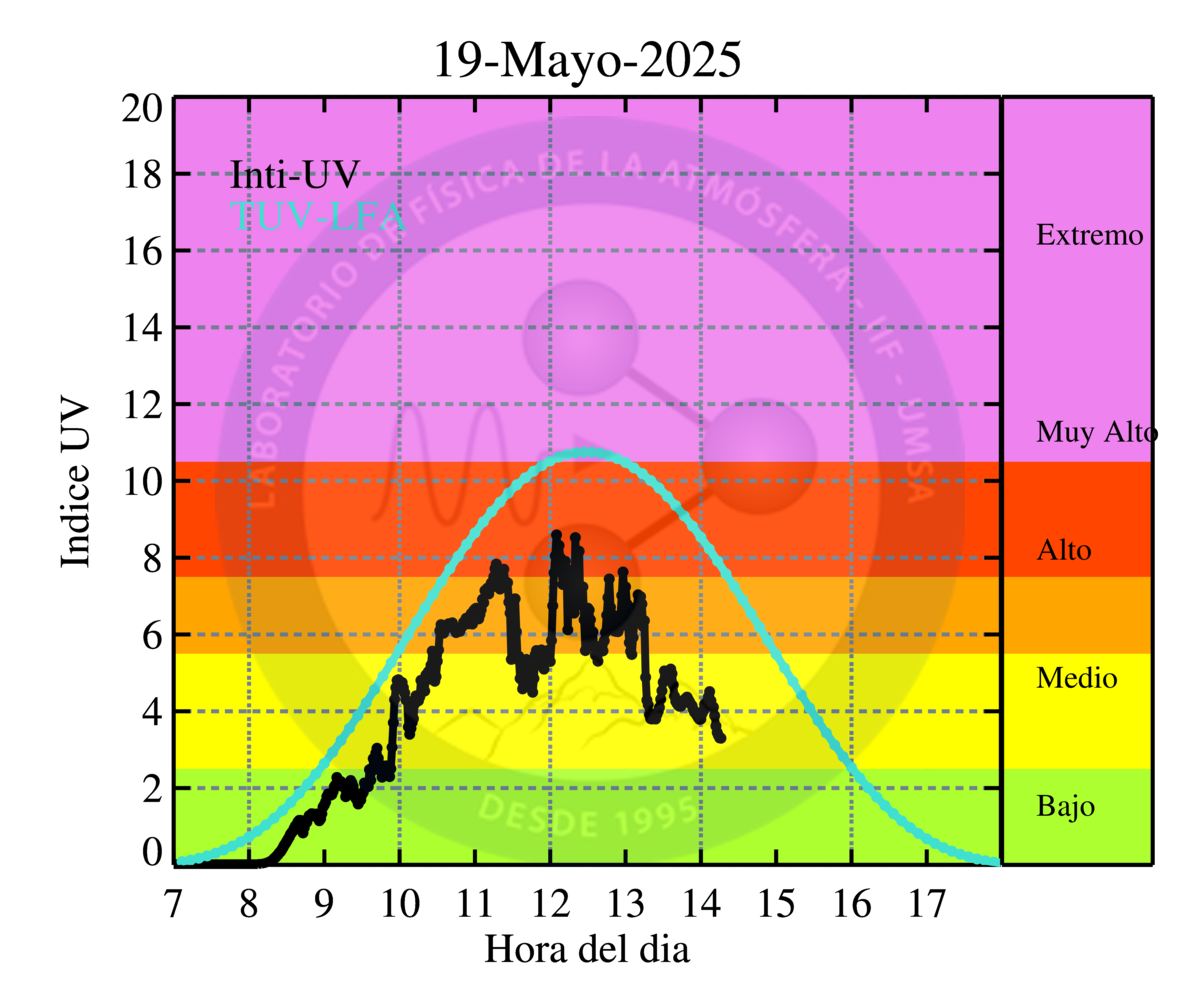 19-Mayo-2025
20
18
16
14
12
10
8
6
4
2
0
Indice UV
Inti-UV
TUV-LFA
LABORATORIO DE FÍSICA DE LA ATMÓSFERA - IIF - UMSA
DESDE 1995
Extremo
Muy Alto
Alto
Medio
Bajo
7 8 9 10 11 12 13 14 15 16 17
Hora del dia